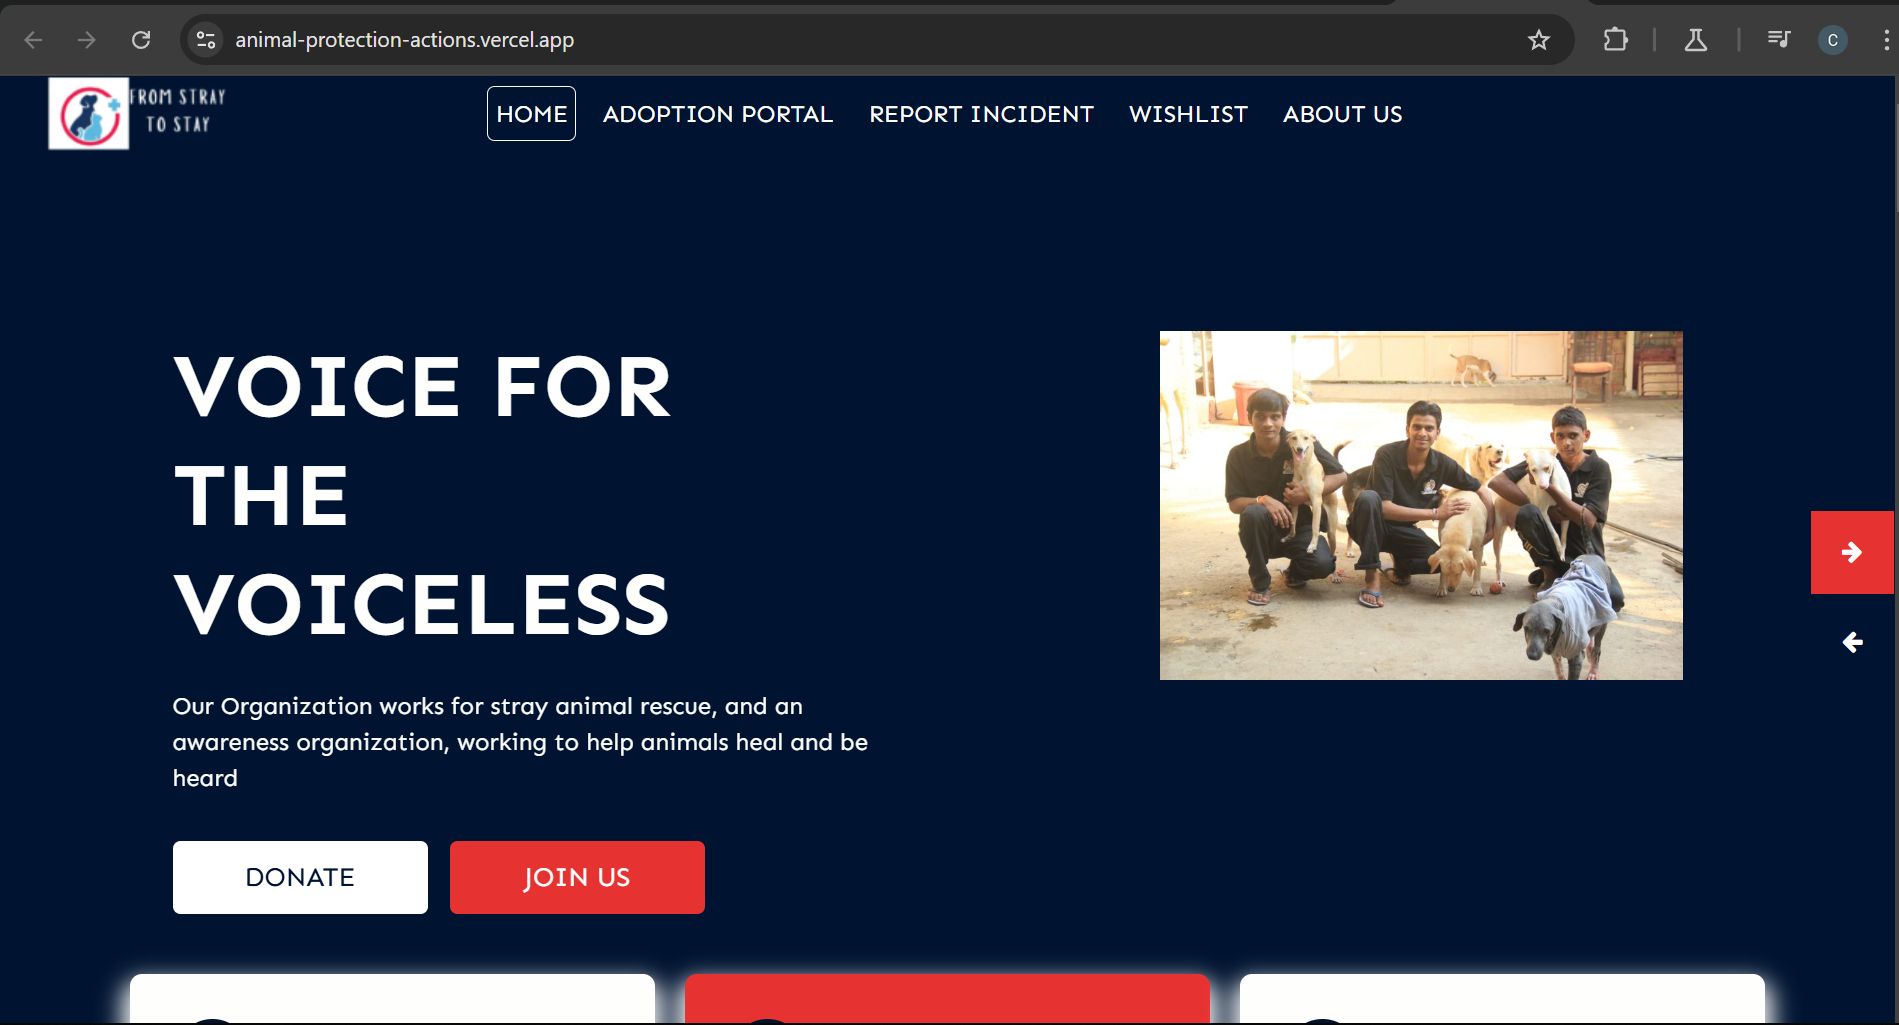 animal-protection-actions.vercel.app
C
FROM STRAY
TO STAY
HOME ADOPTION PORTAL REPORT INCIDENT WISHLIST ABOUT US
VOICE FOR
THE
VOICELESS
Our Organization works for stray animal rescue, and an
awareness organization, working to help animals heal and be
heard
DONATE JOIN US